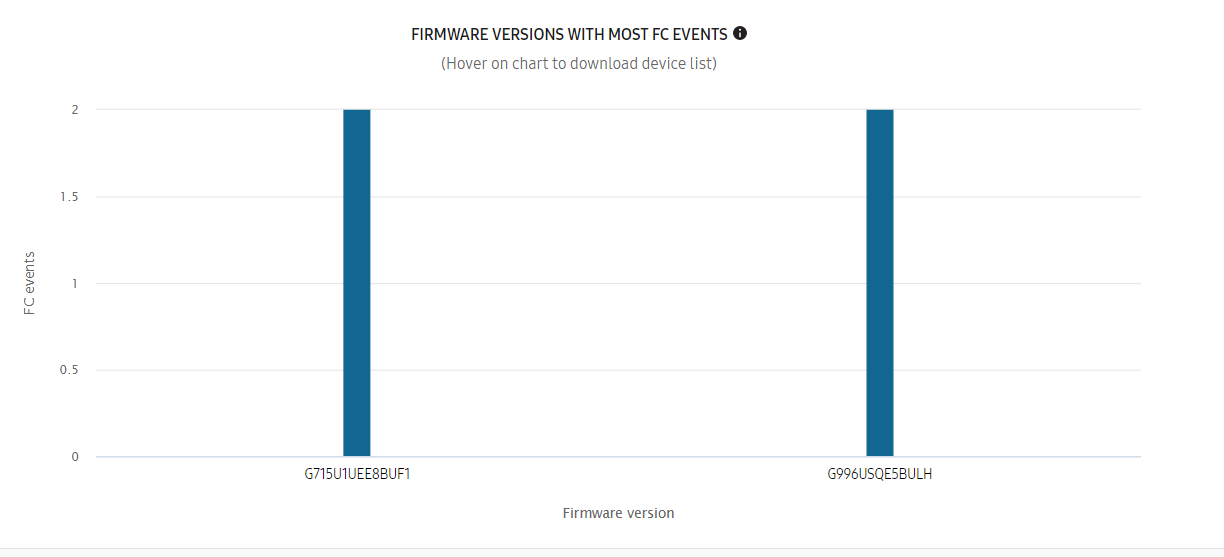 FIRMWARE VERSIONS WITH MOST FC EVENTS
(Hover on chart to download device list)
2
1.5
1
0.5
0
FC events
G715U1UEE8BUF1
G996USQE5BULH
Firmware version